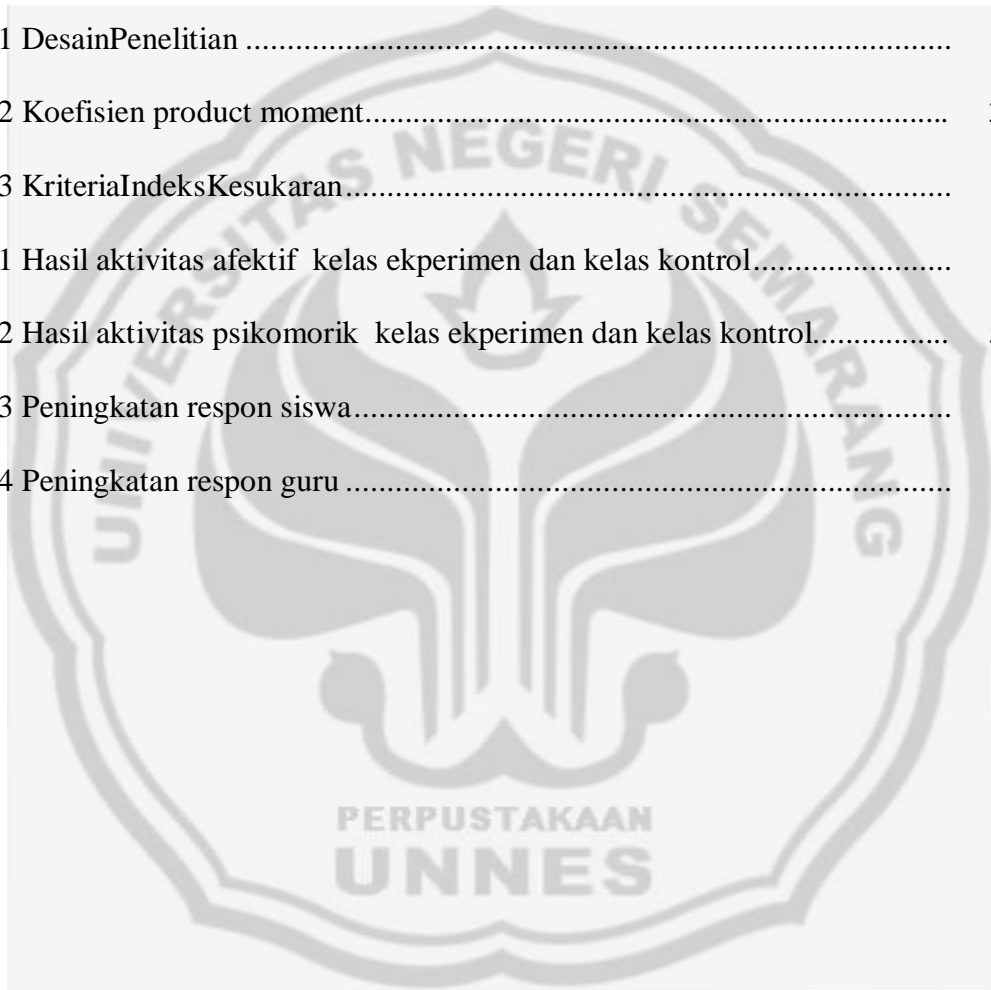 1 DesainPenelitian ....................................................................................
2 Koefisien product moment.....................................................................
3 KriteriaIndeksKesukaran........................................................................
1 Hasil aktivitas afektif  kelas ekperimen dan kelas kontrol........................
2 Hasil aktivitas psikomorik  kelas ekperimen dan kelas kontrol................
3 Peningkatan respon siswa.......................................................................
4 Peningkatan respon guru ........................................................................
UNIVERSITAS NEGERI SEMARANG
PERPUSTAKAAN
UNNES